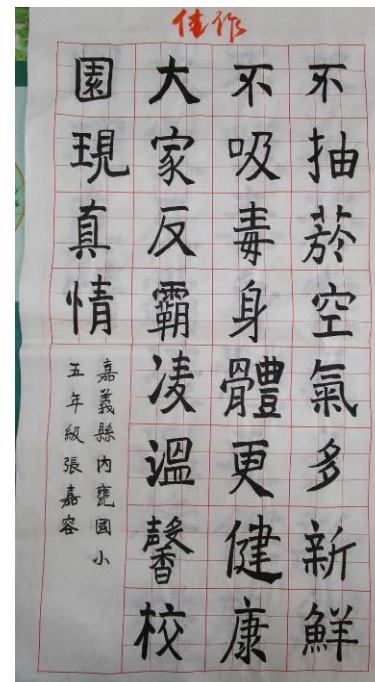 佳作
不抽菸空氣多新鮮
不吸毒身體更健康
大家反霸凌溫馨校
園現真情
嘉義縣內甕國小
五年級張嘉容